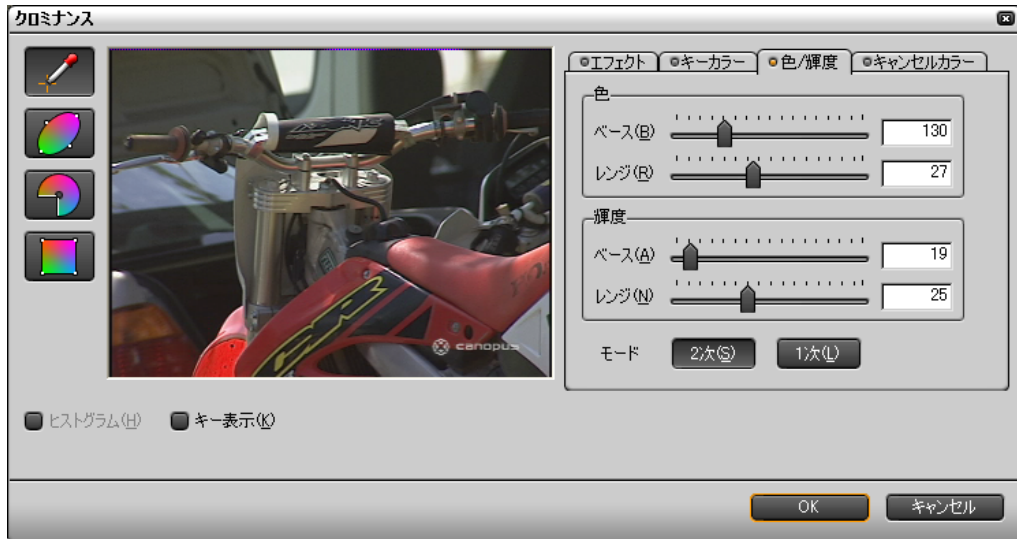 クロミナンス
エフェクト キーカラー 色/輝度 キャンセルカラー
色
ベース(B) 130
レンジ(R) 27
輝度
ベース(A) 19
レンジ(N) 25
モード 2次(S) 1次(L)
canopus
ヒストグラム(H) キー表示(K)
OK キャンセル